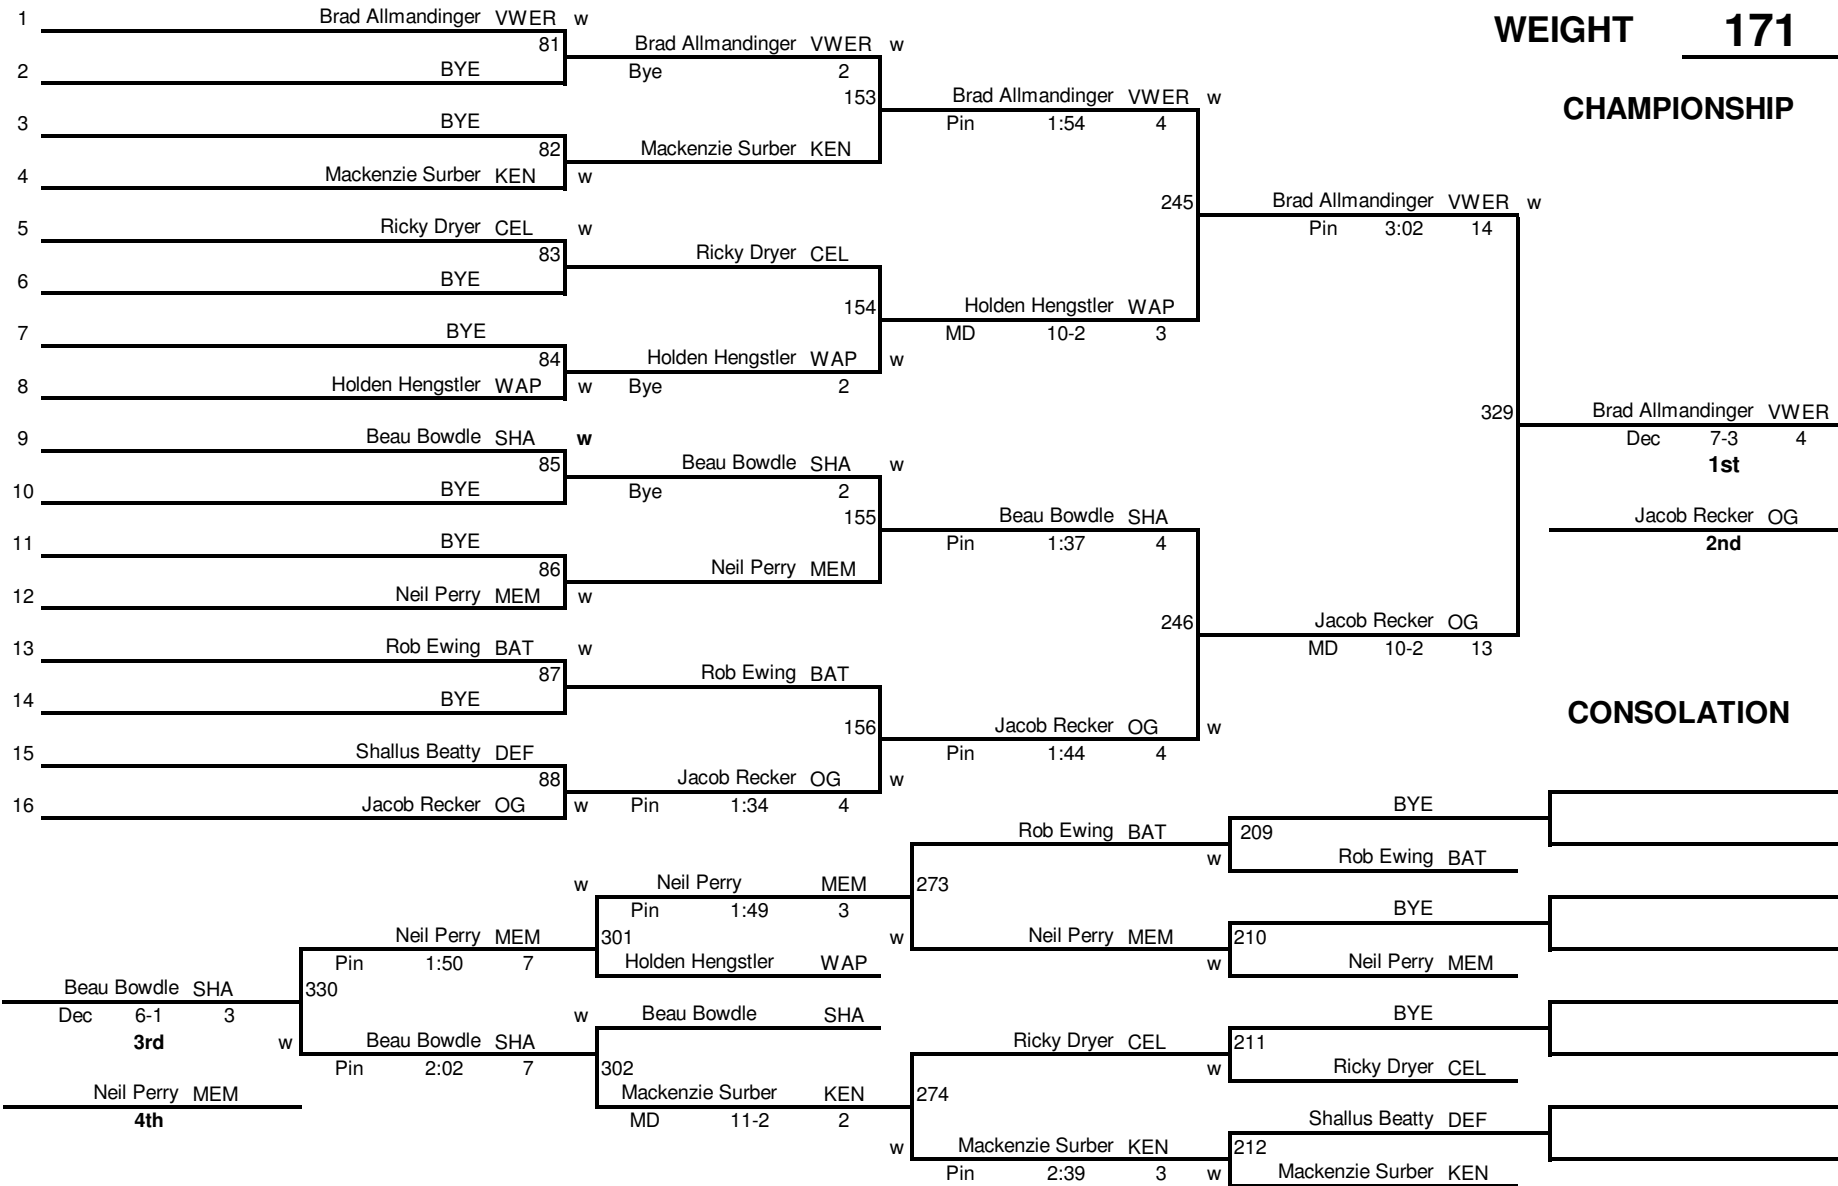 WEIGHT 171
CHAMPIONSHIP
1 Brad Allmandinger VWER w
81
2 BYE
Brad Allmandinger VWER w
Bye 2
153
3 BYE
82
4 Mackenzie Surber KEN w
Mackenzie Surber KEN
Brad Allmandinger VWER w
Pin 1:54 4
245
5 Ricky Dryer CEL w
83
6 BYE
Ricky Dryer CEL
154
7 BYE
84
8 Holden Hengstler WAP w
Holden Hengstler WAP w
Bye 2
Holden Hengstler WAP
MD 10-2 3
Brad Allmandinger VWER w
Pin 3:02 14
329
9 Beau Bowdle SHA w
85
10 BYE
Beau Bowdle SHA w
Bye 2
155
11 BYE
86
12 Neil Perry MEM w
Neil Perry MEM
Beau Bowdle SHA
Pin 1:37 4
246
13 Rob Ewing BAT w
87
14 BYE
Rob Ewing BAT
156
15 Shallus Beatty DEF
88
16 Jacob Recker OG w
Jacob Recker OG w
Pin 1:34 4
Jacob Recker OG w
Pin 1:44 4
Jacob Recker OG
MD 10-2 13
Brad Allmandinger VWER
Dec 7-3 4
1st
Jacob Recker OG
2nd
CONSOLATION
BYE
209
Rob Ewing BAT
Rob Ewing BAT
w
273
BYE
210
Neil Perry MEM
Neil Perry MEM
w
w
w Neil Perry MEM
Pin 1:49 3
301
Holden Hengstler WAP
Neil Perry MEM
Pin 1:50 7
330
Beau Bowdle SHA
Dec 6-1 3
3rd
w
Neil Perry MEM
4th
w Beau Bowdle SHA
Beau Bowdle SHA
Pin 2:02 7
302
Mackenzie Surber KEN
MD 11-2 2
BYE
211
Ricky Dryer CEL
Ricky Dryer CEL
w
274
Shallus Beatty DEF
212
Mackenzie Surber KEN
w Mackenzie Surber KEN
Pin 2:39 3 w